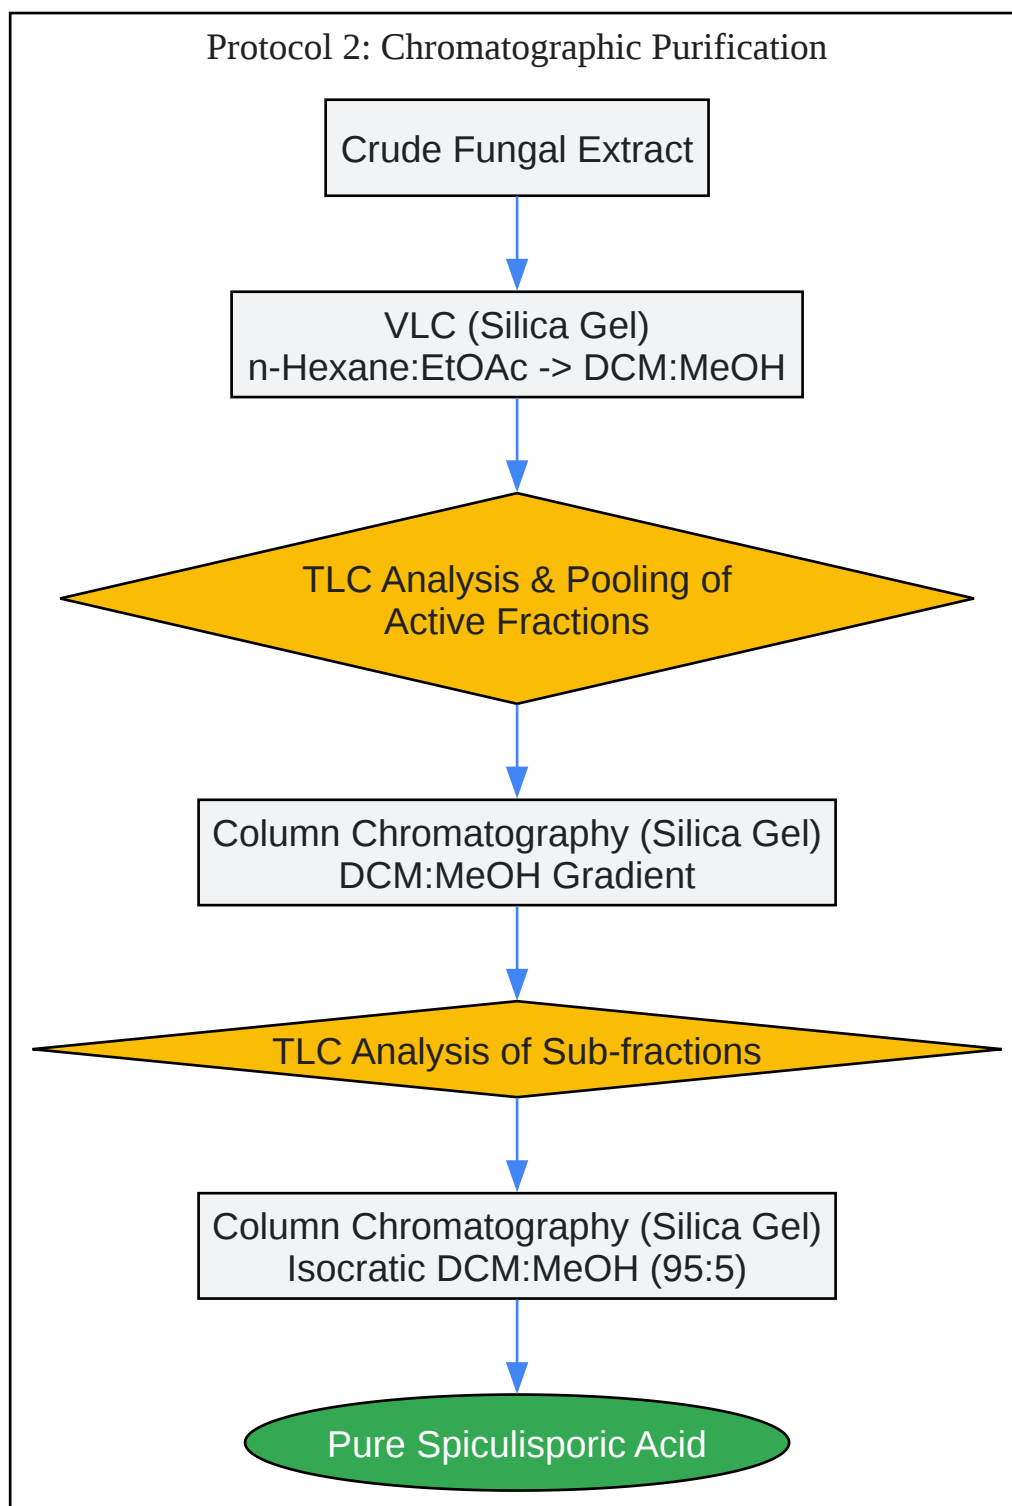 Protocol 2: Chromatographic Purification
Crude Fungal Extract
VLC (Silica Gel)
n-Hexane:EtOAc -> DCM:MeOH
TLC Analysis & Pooling of
Active Fractions
Column Chromatography (Silica Gel)
DCM:MeOH Gradient
TLC Analysis of Sub-fractions
Column Chromatography (Silica Gel)
Isocratic DCM:MeOH (95:5)
Pure Spiculisporic Acid